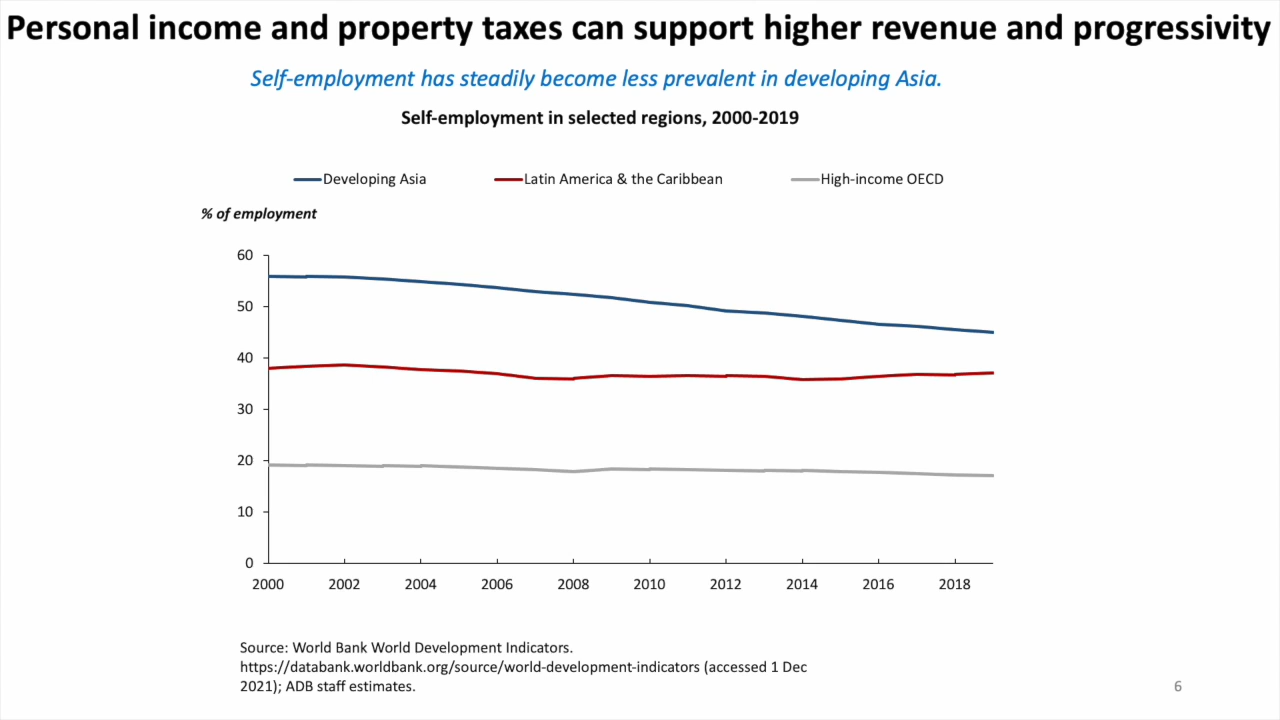 Personal income and property taxes can support higher revenue and progressivity
Self-employment has steadily become less prevalent in developing Asia.
Self-employment in selected regions, 2000-2019
Developing Asia
Latin America & the Caribbean
High-income OECD
% of employment
60
50
40
30
20
10
0
2000
2002
2004
2006
2008
2010
2012
2014
2016
2018
Source: World Bank World Development Indicators.
https://databank.worldbank.org/source/world-development-indicators (accessed 1 Dec
2021); ADB staff estimates.
6